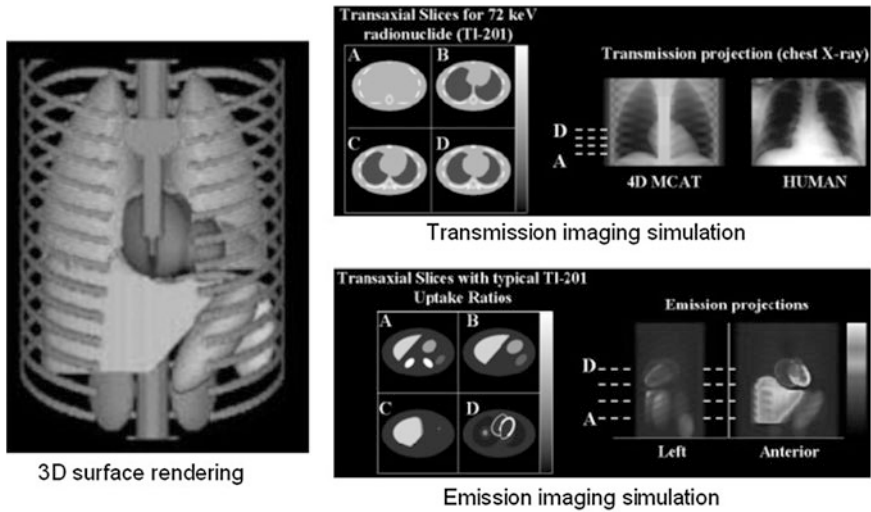 Transaxial Slices for 72 keV
radionuclide (Tl-201)
A
B
C
D
Transmission projection (chest X-ray)
D
A
4D MCAT
HUMAN
Transmission imaging simulation
3D surface rendering
Transaxial Slices with typical Tl-201
Uptake Ratios
A
B
C
D
Emission projections
D
A
Left
Anterior
Emission imaging simulation